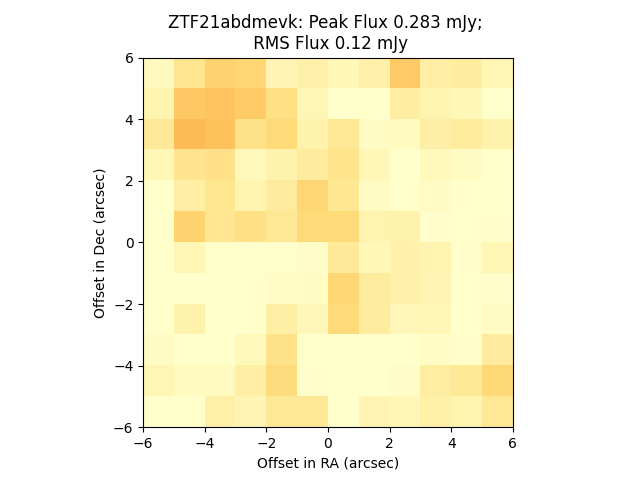 ZTF21abdmevk: Peak Flux 0.283 mJy;
RMS Flux 0.12 mJy
6
4
2
0
−2
−4
−6
Offset in Dec (arcsec)
−6 −4 −2 0 2 4 6
Offset in RA (arcsec)